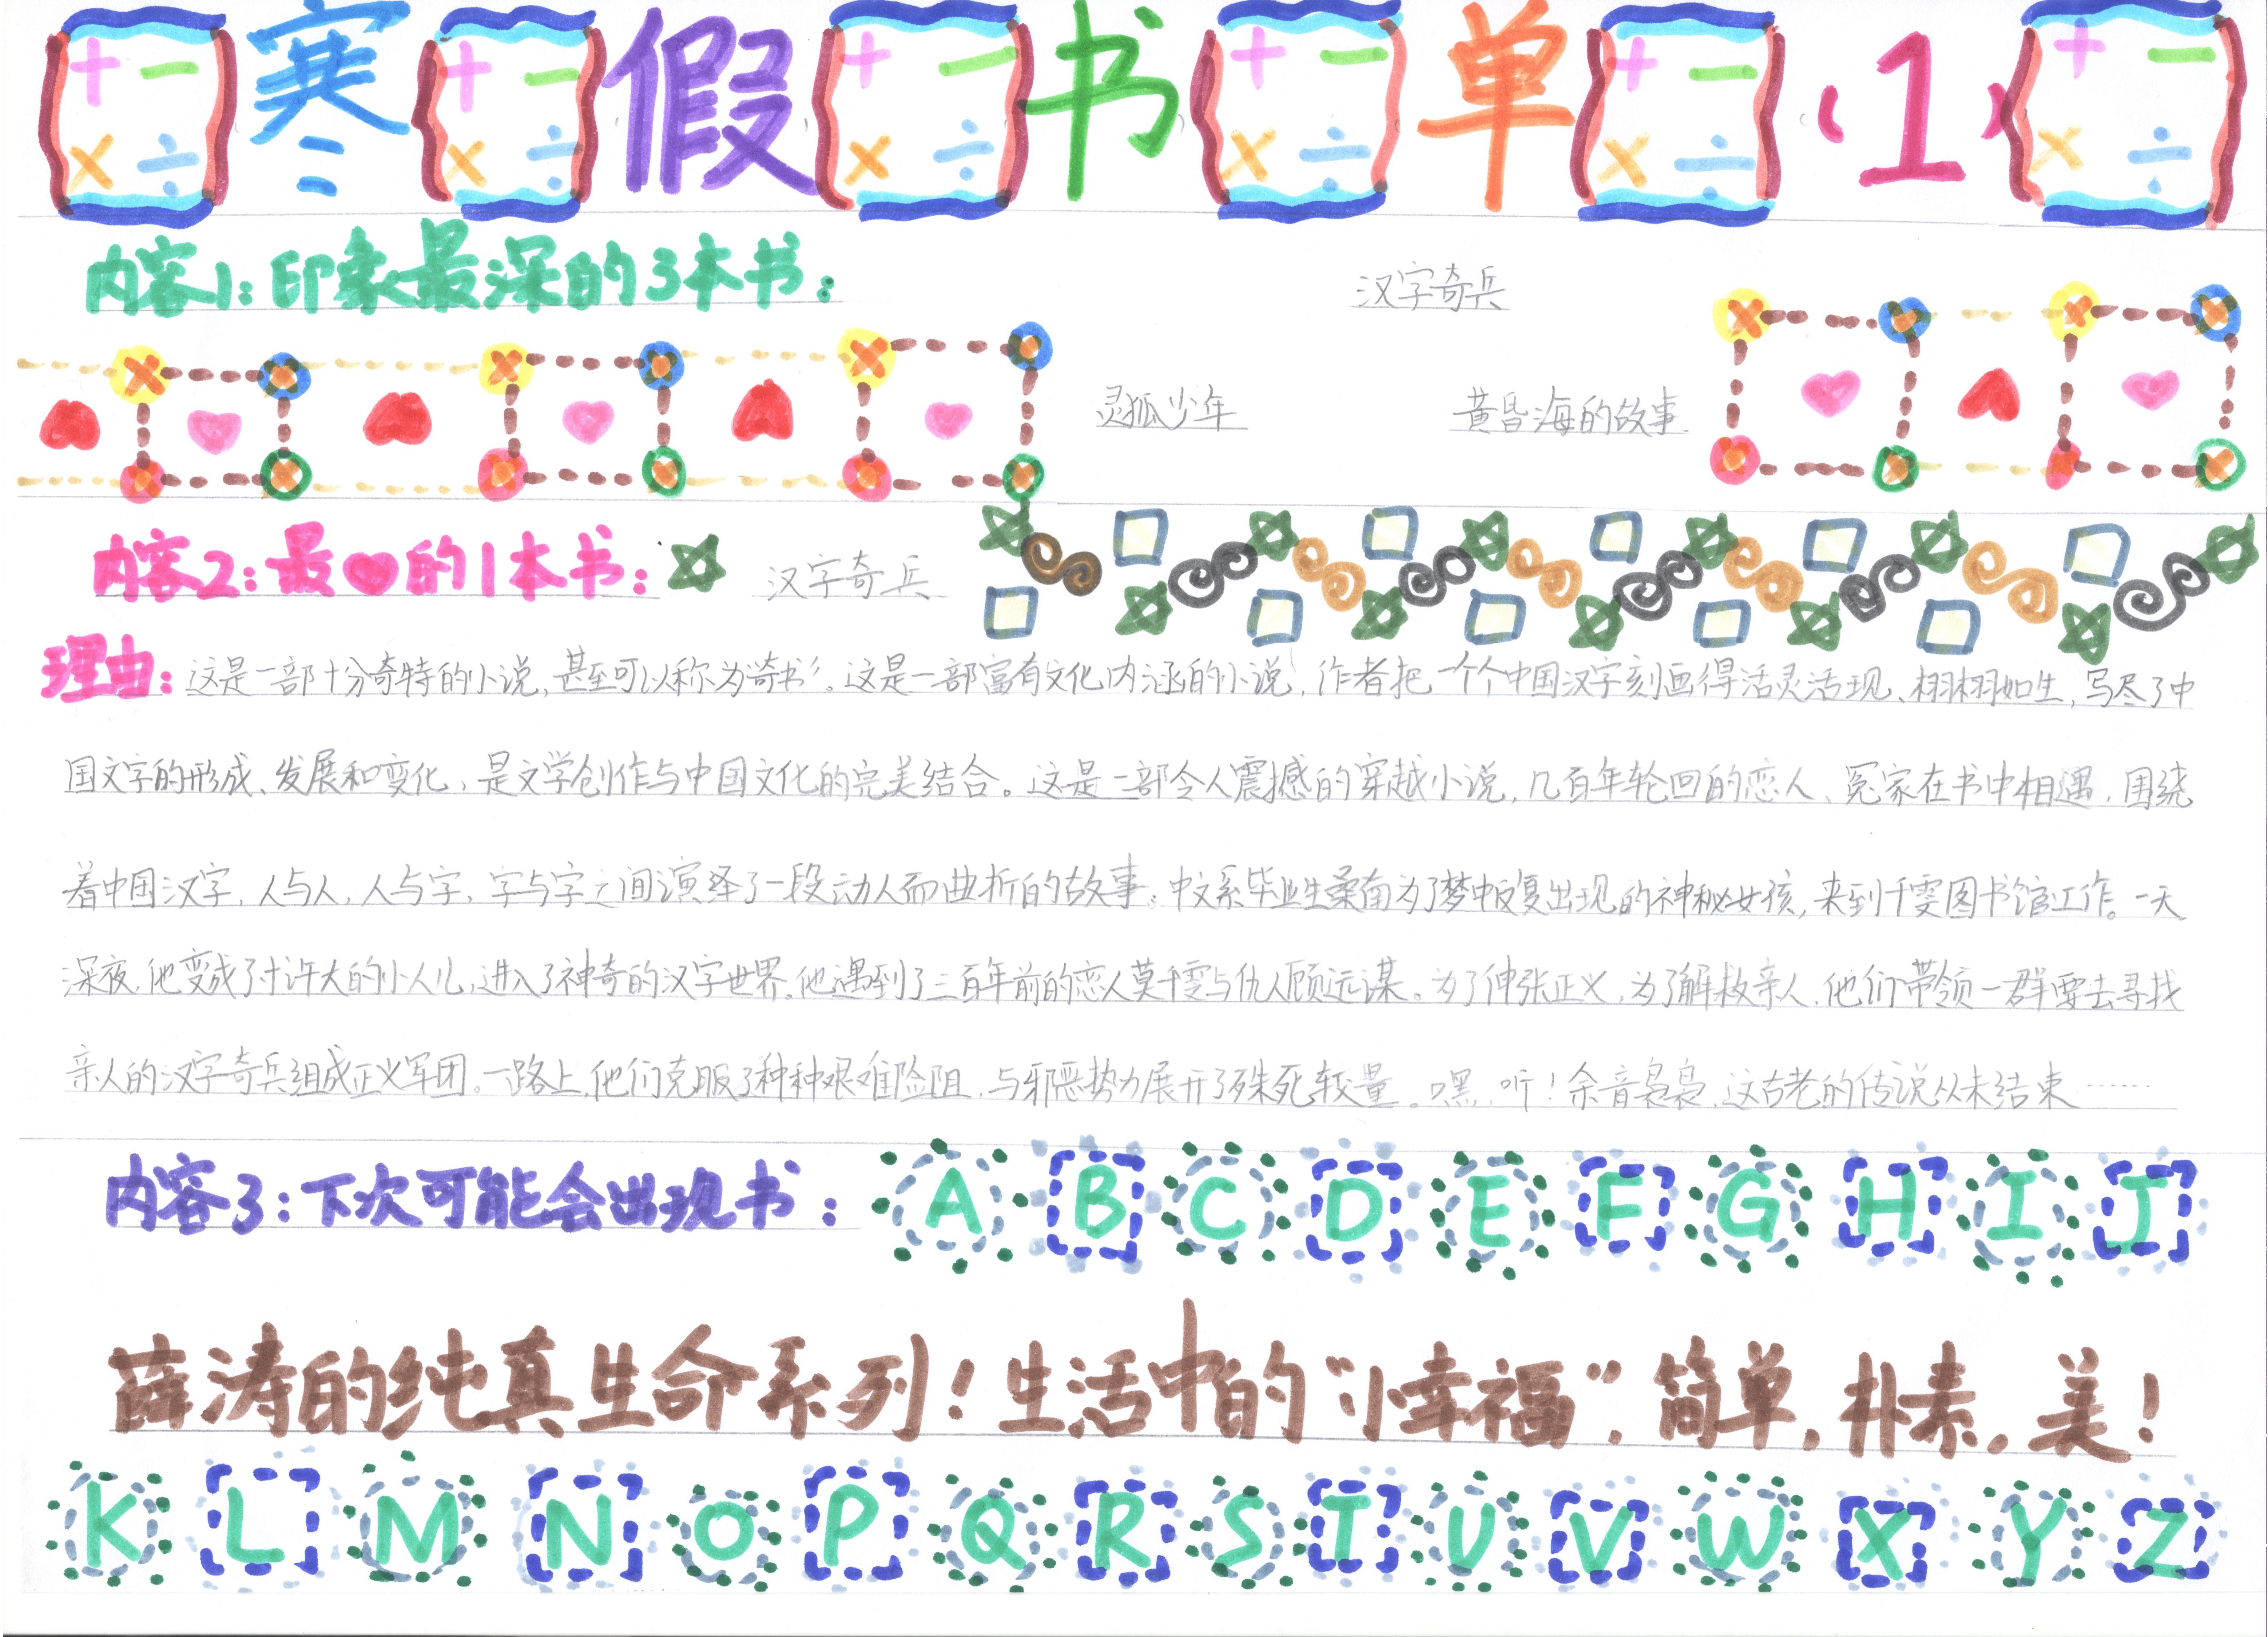 寒假书单(1)
内容1:印象最深的3本书:
汉字奇兵
灵狐少年
黄昏海的故事
内容2:最❤的1本书:
汉字奇兵
理由:这是一部十分奇特的小说,甚至可以称为"奇书"。这是一部富有文化内涵的小说,作者把一个个中国汉字刻画得活灵活现、栩栩如生,写尽了中
国文字的形成、发展和变化,是文学创作与中国文化的完美结合。这是一部令人震撼的穿越小说,几百年轮回的恋人、冤家在书中相遇,围绕
着中国汉字,人与人,人与字,字与字之间演绎了一段动人而曲折的故事。中文系毕业生桑南为了梦中反复出现的神秘女孩,来到千雯图书馆工作。一天
深夜,他变成了寸许大的小人儿,进入了神奇的汉字世界。他遇到了三百年前的恋人莫千雯与仇人顾远谋。为了伸张正义,为了解救亲人,他们带领一群要去寻找
亲人的汉字奇兵组成正义军团。一路上,他们克服了种种艰难险阻,与邪恶势力展开了殊死较量。嘿,听!余音袅袅,这古老的传说从未结束……
内容3:下次可能会出现书:
A B C D E F G H I J
薛涛的纯真生命系列!生活中的"小幸福",简单,朴素,美!
K L M N O P Q R S T U V W X Y Z